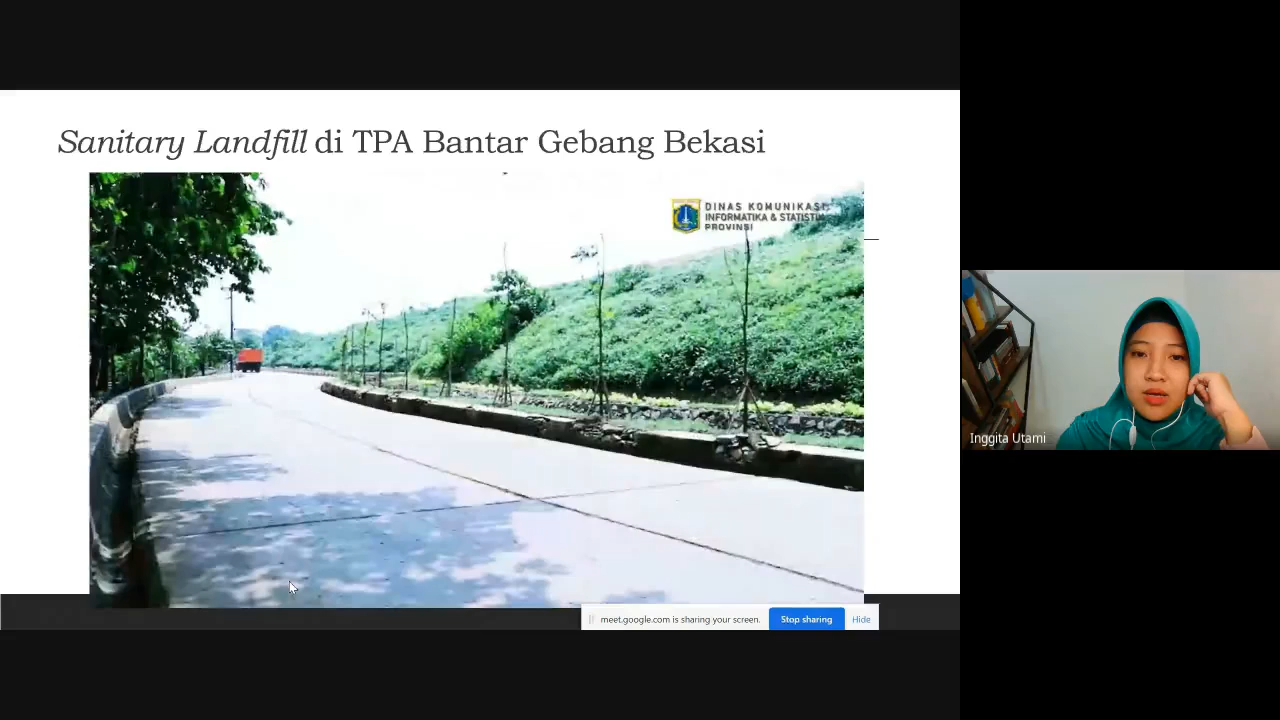 Sanitary Landfill di TPA Bantar Gebang Bekasi
DINAS KOMUNIKASI
INFORMATIKA & STATISTIK
PROVINSI
Inggita Utami
meet.google.com is sharing your screen.
Stop sharing
Hide